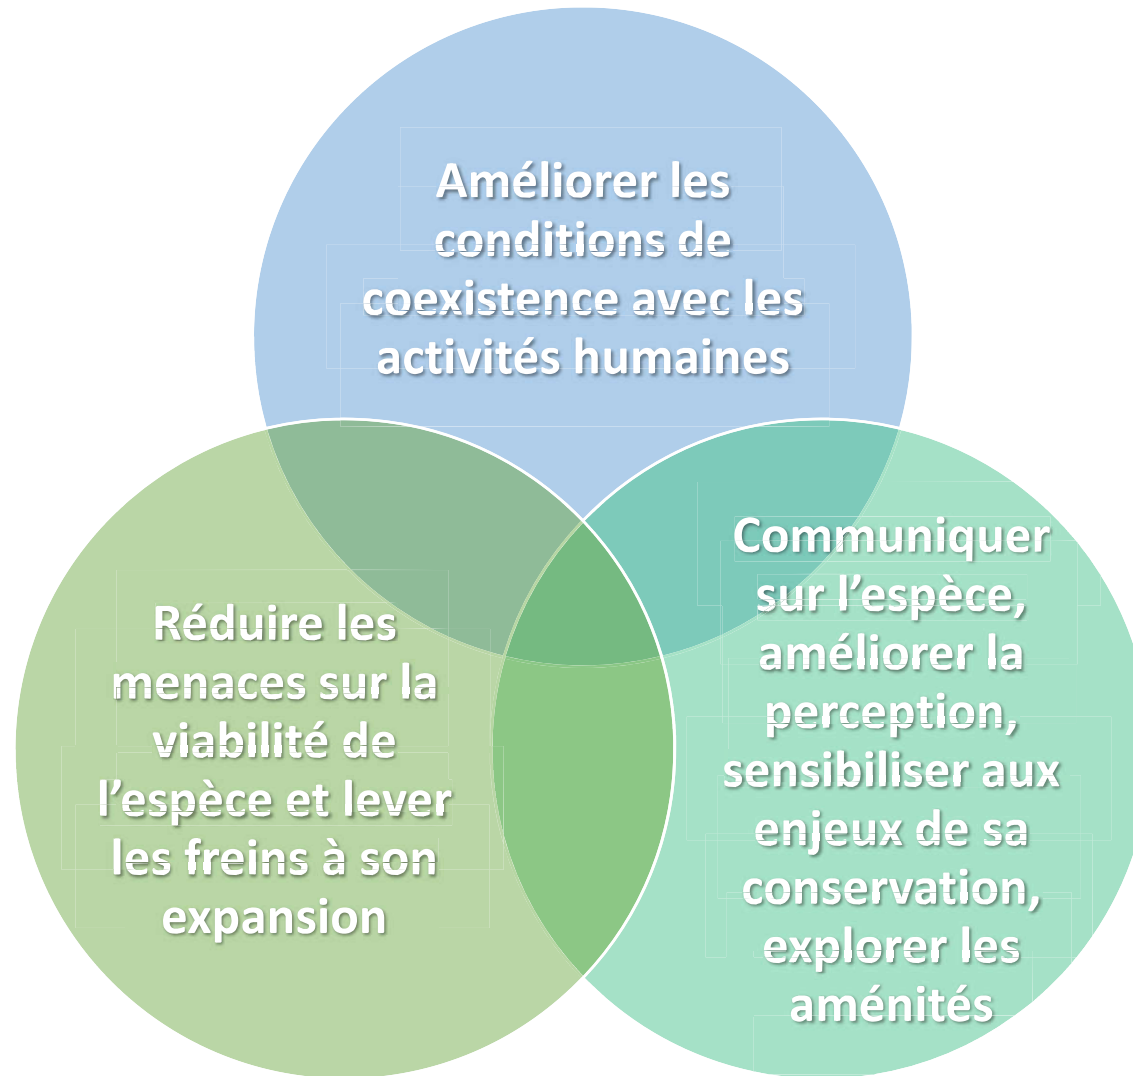 Améliorer les
conditions de
coexistence avec les
activités humaines
Réduire les
menaces sur la
viabilité de
l’espèce et lever
les freins à son
expansion
Communiquer
sur l’espèce,
améliorer la
perception,
sensibiliser aux
enjeux de sa
conservation,
explorer les
aménités